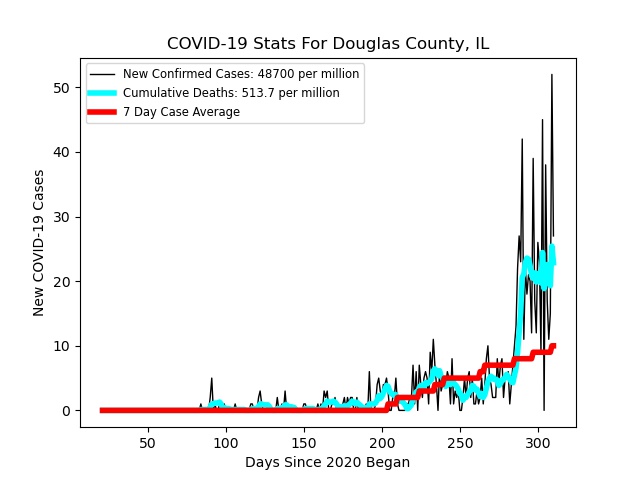 COVID-19 Stats For Douglas County, IL
New Confirmed Cases: 48700 per million
Cumulative Deaths: 513.7 per million
7 Day Case Average
New COVID-19 Cases
50
40
30
20
10
0
50 100 150 200 250 300
Days Since 2020 Began